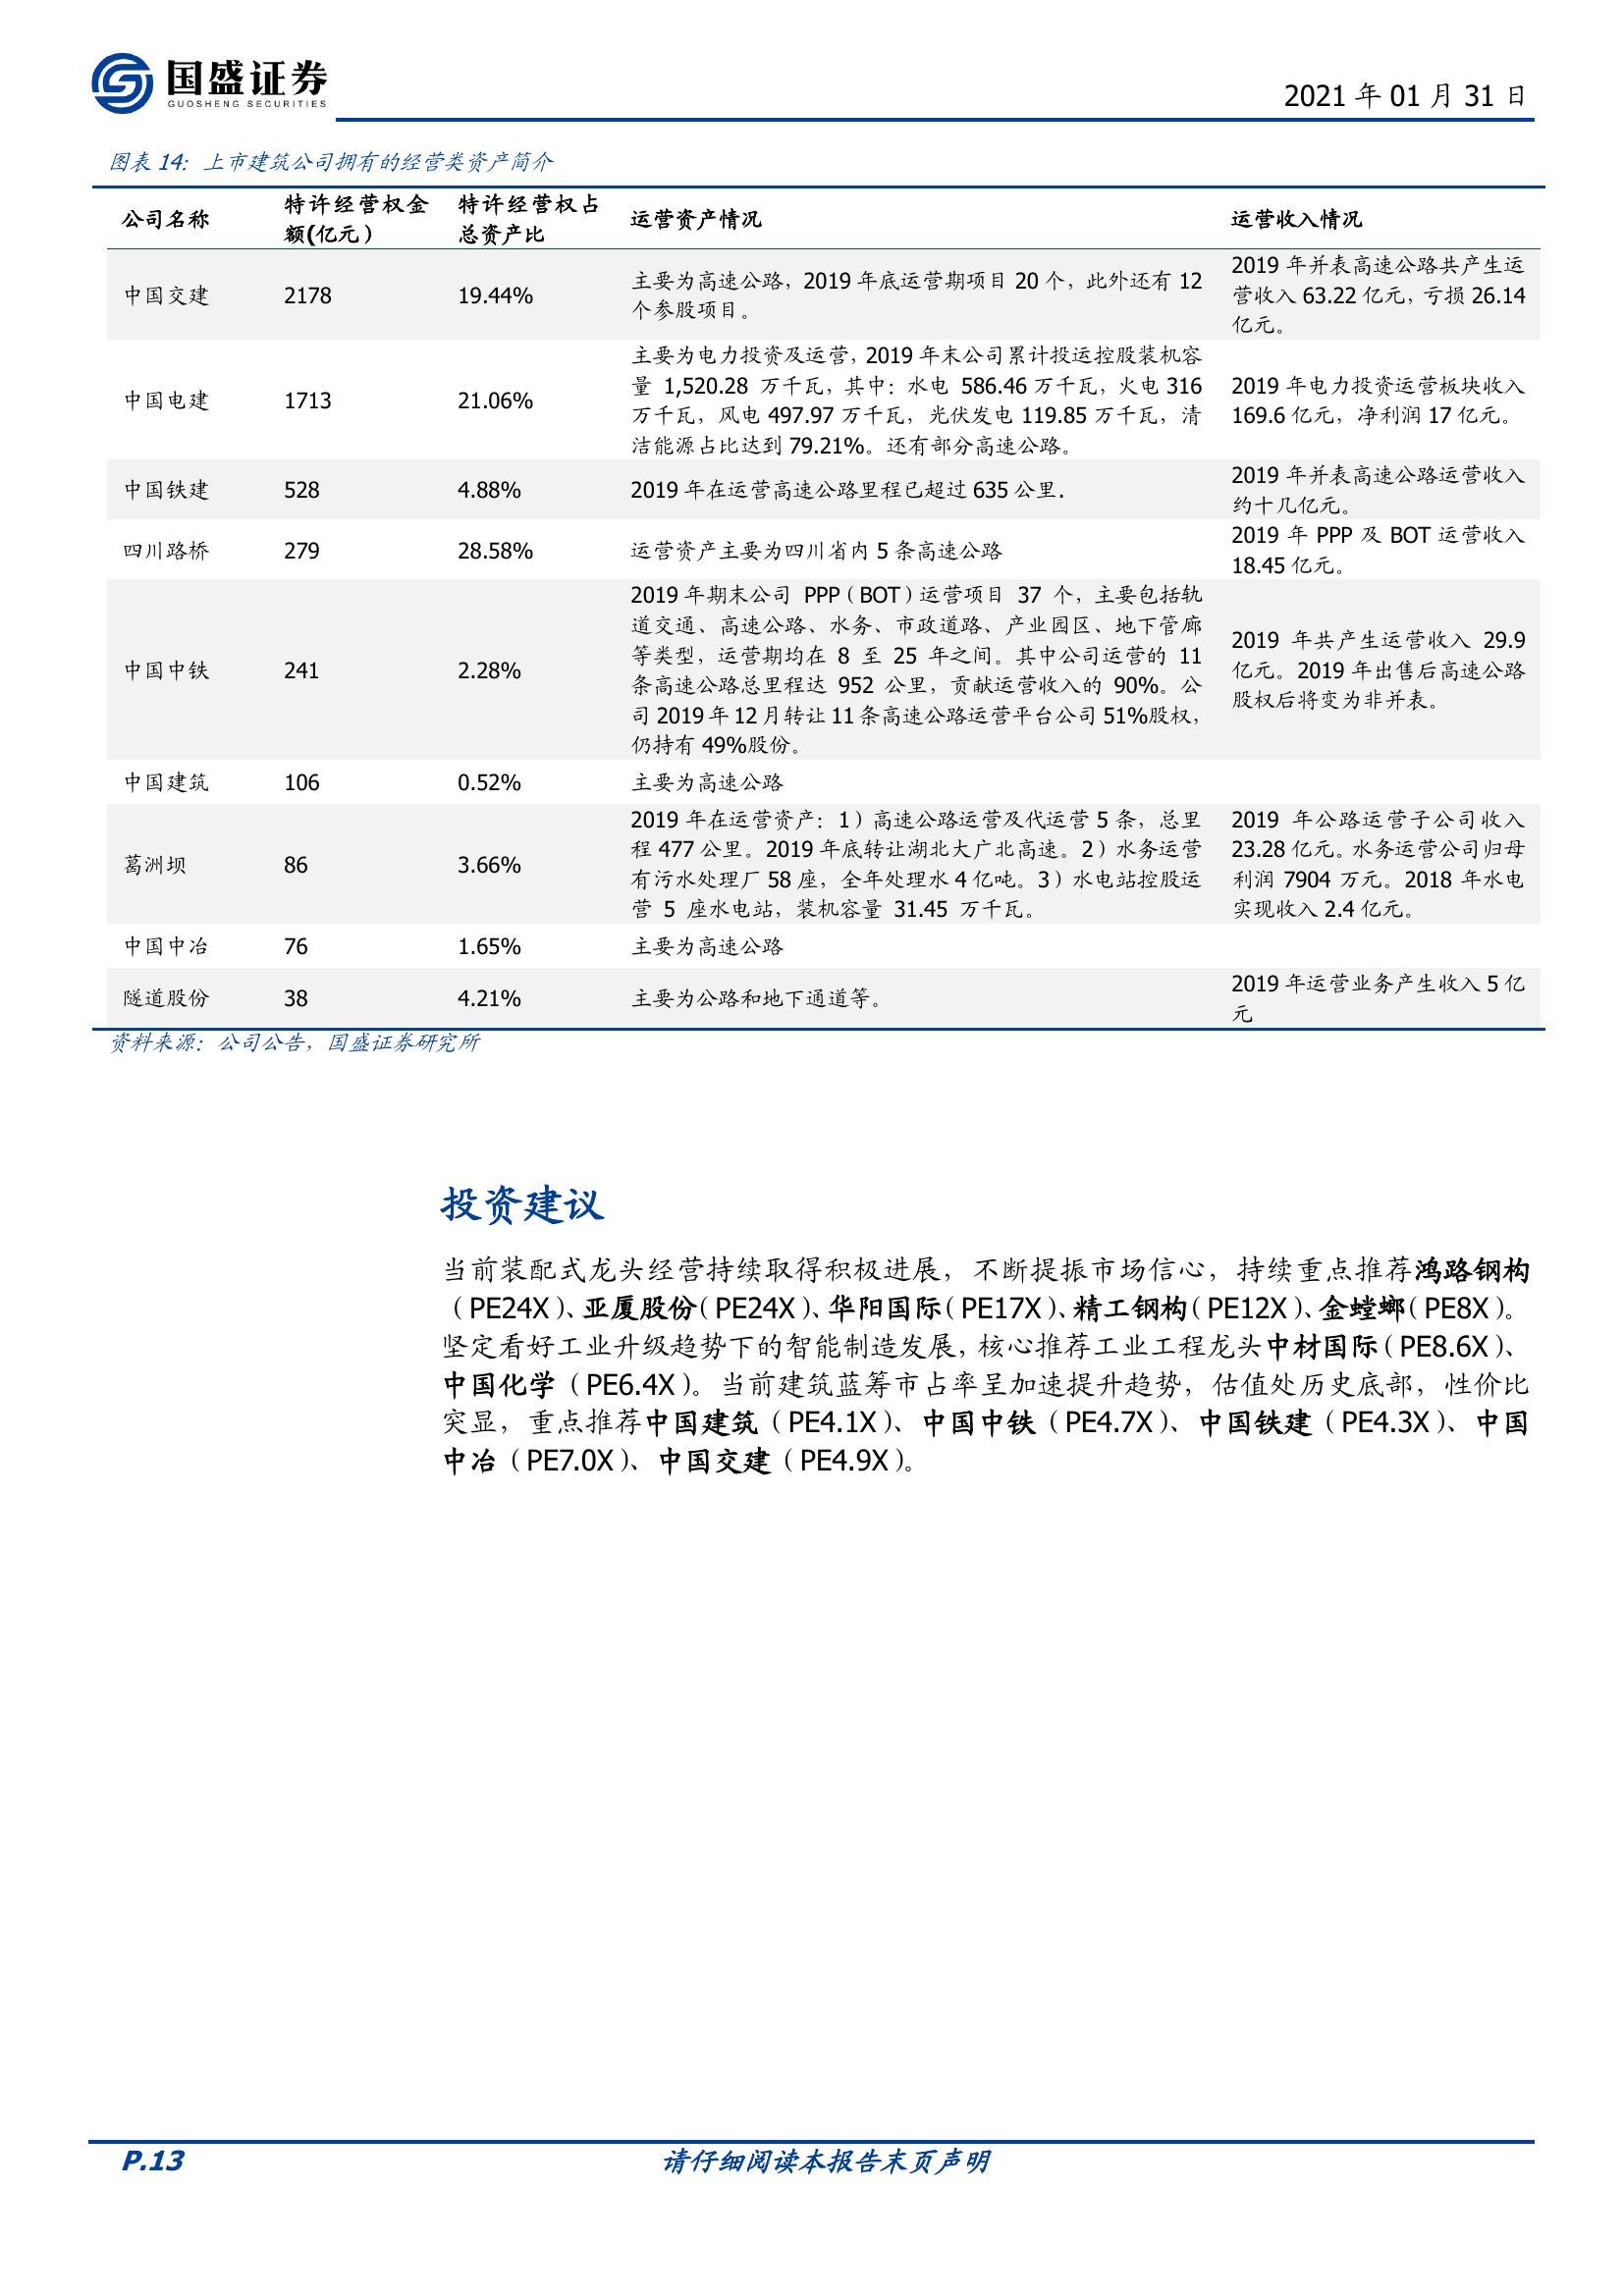 国盛证券
GUOSHENG SECURITIES
2021 年 01 月 31 日
图表 14：上市建筑公司拥有的经营类资产简介
公司名称
特许经营权金
额(亿元）
特许经营权占
总资产比
运营资产情况
运营收入情况
中国交建
2178
19.44%
主要为高速公路，2019 年底运营期项目 20 个，此外还有 12
个参股项目。
2019 年并表高速公路共产生运
营收入 63.22 亿元，亏损 26.14
亿元。
中国电建
1713
21.06%
主要为电力投资及运营，2019 年末公司累计投运控股装机容
量 1,520.28 万千瓦，其中：水电 586.46 万千瓦，火电 316
万千瓦，风电 497.97 万千瓦，光伏发电 119.85 万千瓦，清
洁能源占比达到 79.21%。还有部分高速公路。
2019 年电力投资运营板块收入
169.6 亿元，净利润 17 亿元。
中国铁建
528
4.88%
2019 年在运营高速公路里程已超过 635 公里.
2019 年并表高速公路运营收入
约十几亿元。
四川路桥
279
28.58%
运营资产主要为四川省内 5 条高速公路
2019 年 PPP 及 BOT 运营收入
18.45 亿元。
中国中铁
241
2.28%
2019 年期末公司 PPP（BOT）运营项目 37 个，主要包括轨
道交通、高速公路、水务、市政道路、产业园区、地下管廊
等类型，运营期均在 8 至 25 年之间。其中公司运营的 11
条高速公路总里程达 952 公里，贡献运营收入的 90%。公
司 2019 年 12 月转让 11 条高速公路运营平台公司 51%股权，
仍持有 49%股份。
2019 年共产生运营收入 29.9
亿元。2019 年出售后高速公路
股权后将变为非并表。
中国建筑
106
0.52%
主要为高速公路
葛洲坝
86
3.66%
2019 年在运营资产：1）高速公路运营及代运营 5 条，总里
程 477 公里。2019 年底转让湖北大广北高速。2）水务运营
有污水处理厂 58 座，全年处理水 4 亿吨。3）水电站控股运
营 5 座水电站，装机容量 31.45 万千瓦。
2019 年公路运营子公司收入
23.28 亿元。水务运营公司归母
利润 7904 万元。2018 年水电
实现收入 2.4 亿元。
中国中冶
76
1.65%
主要为高速公路
隧道股份
38
4.21%
主要为公路和地下通道等。
2019 年运营业务产生收入 5 亿
元
资料来源：公司公告，国盛证券研究所
投资建议
当前装配式龙头经营持续取得积极进展，不断提振市场信心，持续重点推荐鸿路钢构
（PE24X）、亚厦股份（PE24X）、华阳国际（PE17X）、精工钢构（PE12X）、金螳螂（PE8X）。
坚定看好工业升级趋势下的智能制造发展，核心推荐工业工程龙头中材国际（PE8.6X）、
中国化学（PE6.4X）。当前建筑蓝筹市占率呈加速提升趋势，估值处历史底部，性价比
突显，重点推荐中国建筑（PE4.1X）、中国中铁（PE4.7X）、中国铁建（PE4.3X）、中国
中冶（PE7.0X）、中国交建（PE4.9X）。
P.13
请仔细阅读本报告末页声明